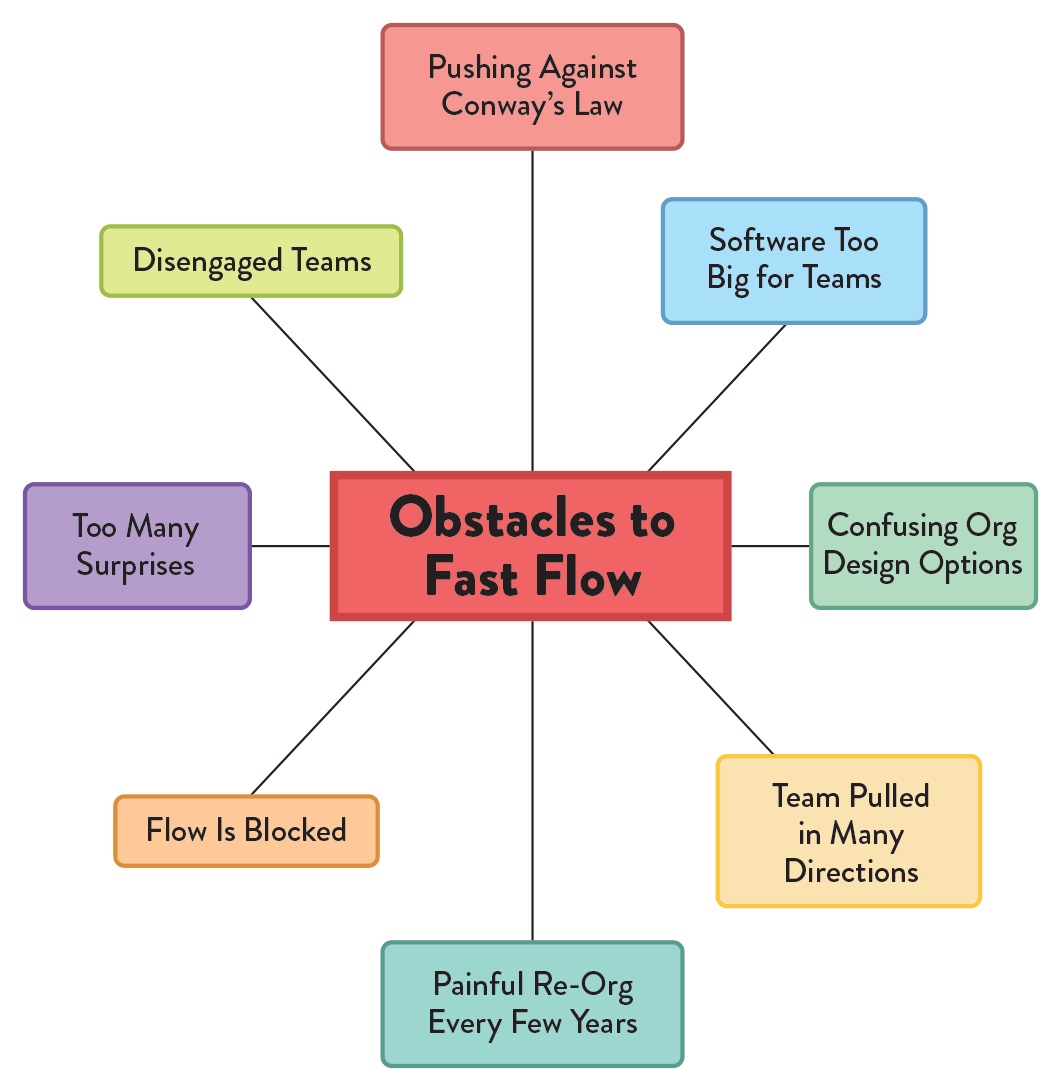 Pushing Against
Conway’s Law
Disengaged Teams
Software Too
Big for Teams
Too Many
Surprises
Obstacles to
Fast Flow
Confusing Org
Design Options
Flow Is Blocked
Team Pulled
in Many
Directions
Painful Re-Org
Every Few Years